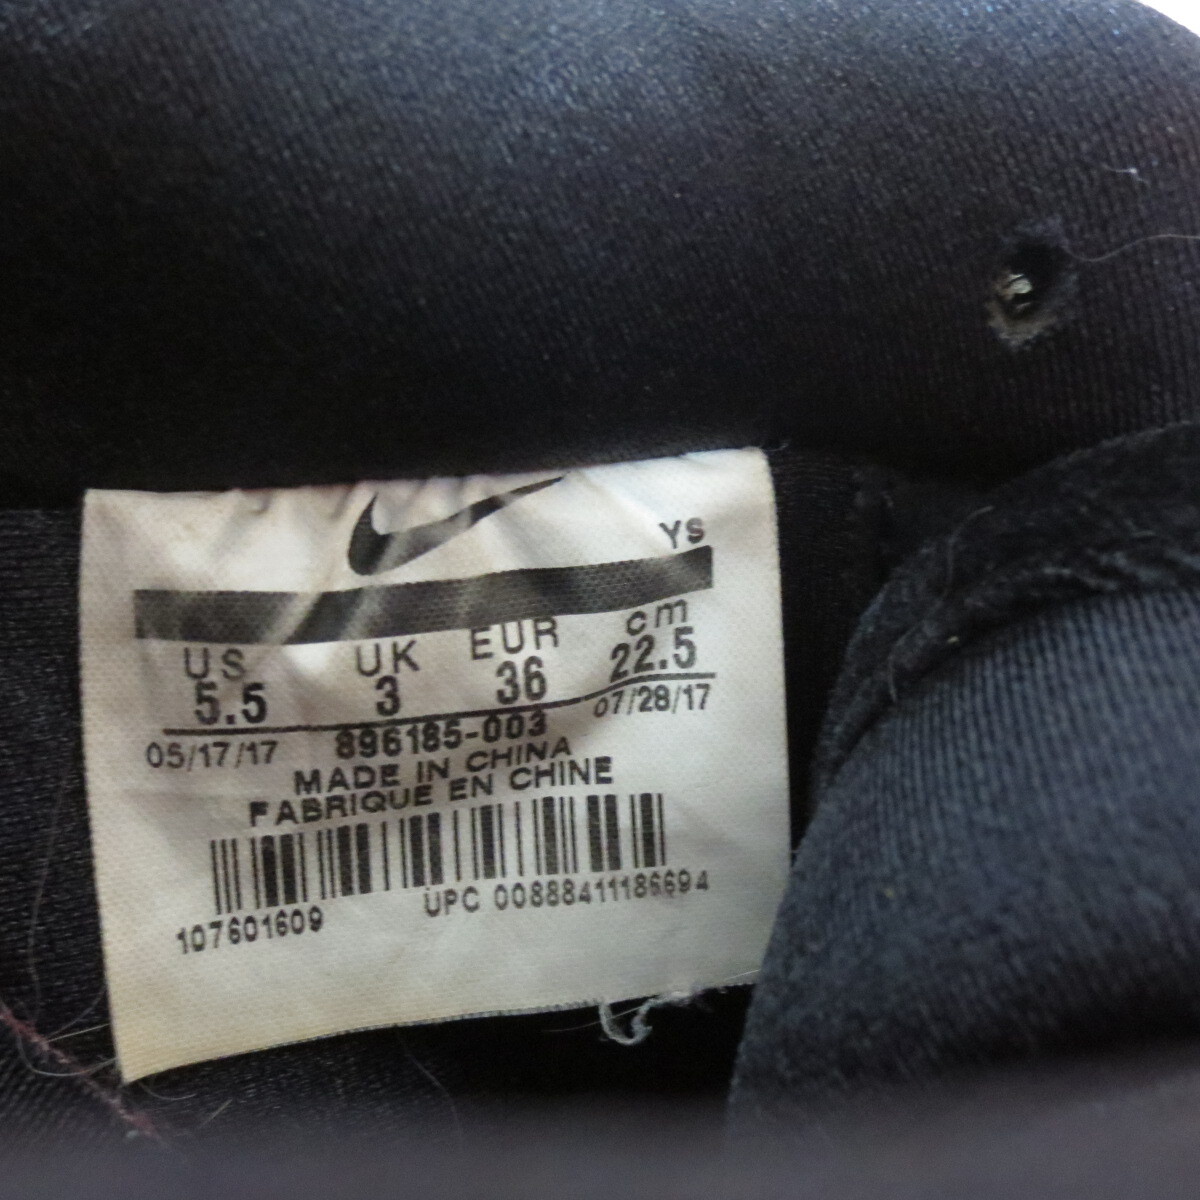 YS
US UK EUR cm
5.5 3 36 22.5
05/17/17 896185-003 07/28/17
MADE IN CHINA
FABRIQUE EN CHINE
107601609 UPC 00888411186694